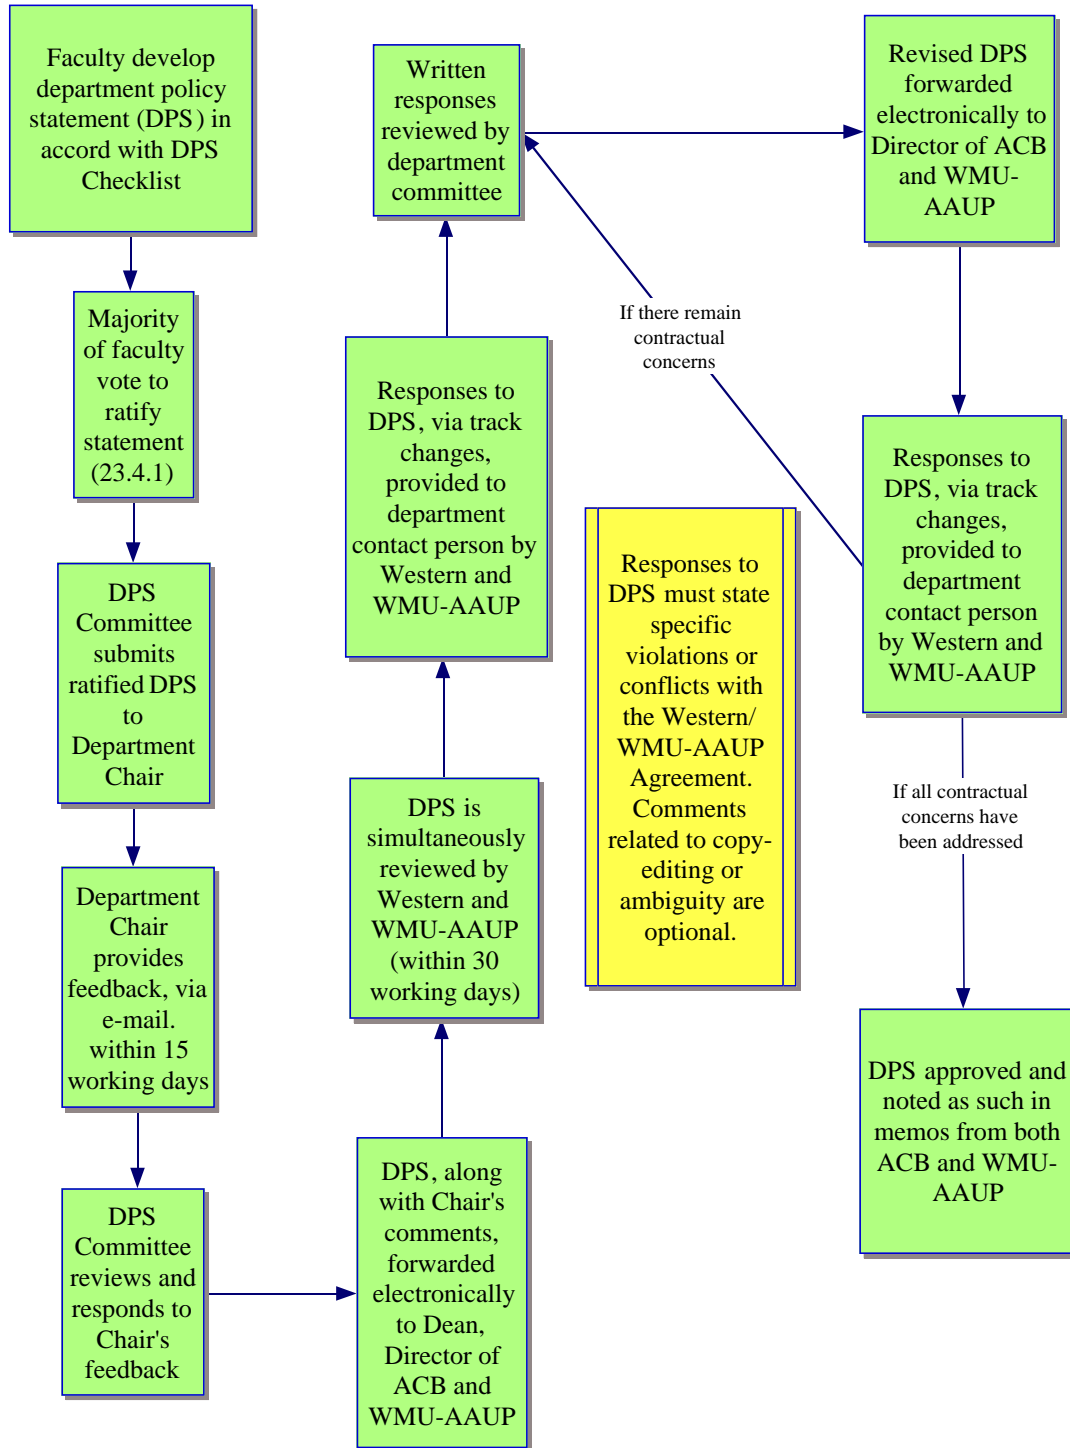 Faculty develop
department policy
statement (DPS) in
accord with DPS
Checklist
Majority
of faculty
vote to
ratify
statement
(23.4.1)
DPS
Committee
submits
ratified DPS
to
Department
Chair
Department
Chair
provides
feedback, via
e-mail.
within 15
working days
DPS
Committee
reviews and
responds to
Chair's
feedback
DPS, along
with Chair's
comments,
forwarded
electronically
to Dean,
Director of
ACB and
WMU-AAUP
DPS is
simultaneously
reviewed by
Western and
WMU-AAUP
(within 30
working days)
Responses to
DPS, via track
changes,
provided to
department
contact person by
Western and
WMU-AAUP
Written
responses
reviewed by
department
committee
Revised DPS
forwarded
electronically to
Director of ACB
and WMU-
AAUP
If there remain
contractual
concerns
Responses to
DPS, via track
changes,
provided to
department
contact person
by Western and
WMU-AAUP
Responses to
DPS must state
specific
violations or
conflicts with
the Western/
WMU-AAUP
Agreement.
Comments
related to copy-
editing or
ambiguity are
optional.
If all contractual
concerns have
been addressed
DPS approved and
noted as such in
memos from both
ACB and WMU-
AAUP